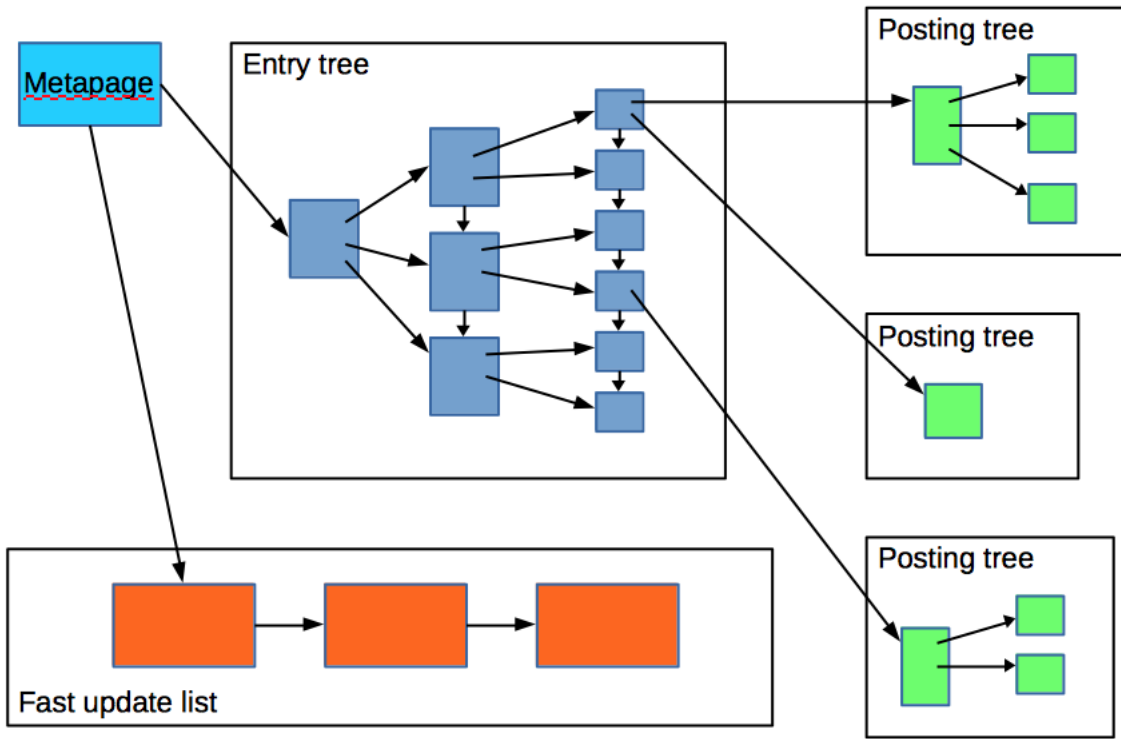 Metapage
Entry tree
Posting tree
Posting tree
Posting tree
Fast update list